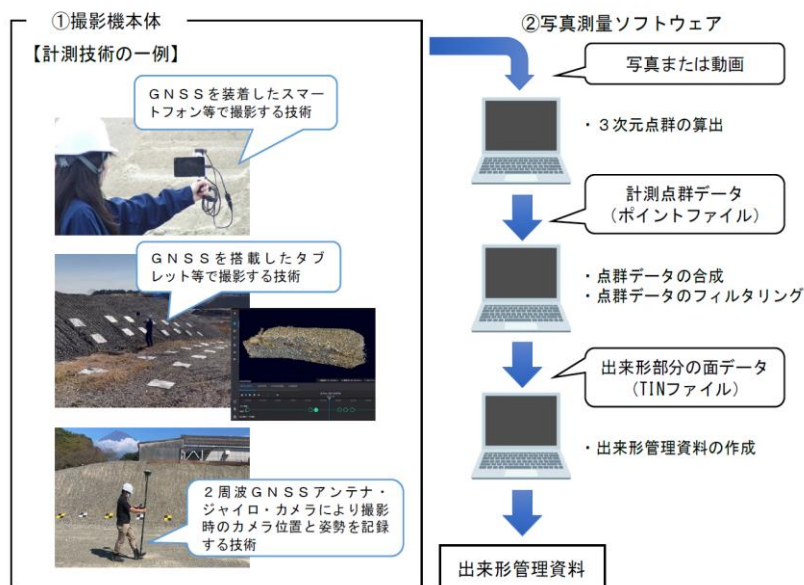 ①撮影機本体
【計測技術の一例】
GNSSを装着したスマー
トフォン等で撮影する技術
GNSSを搭載したタブ
レット等で撮影する技術
2周波GNSSアンテナ・
ジャイロ・カメラにより撮影
時のカメラ位置と姿勢を記録
する技術
②写真測量ソフトウェア
写真または動画
・3次元点群の算出
計測点群データ
(ポイントファイル)
・点群データの合成
・点群データのフィルタリング
出来形部分の面データ
(TINファイル)
・出来形管理資料の作成
出来形管理資料